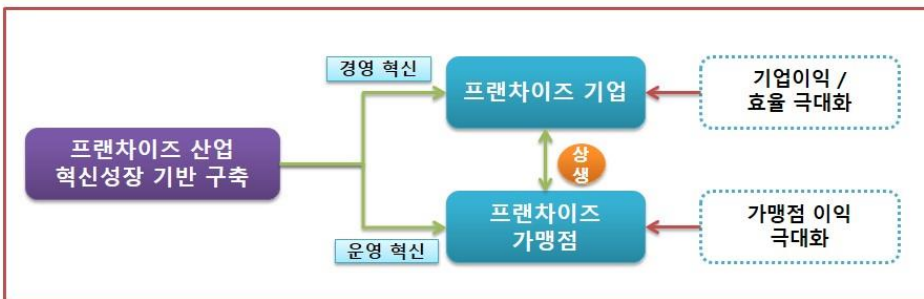 경영 혁신
프랜차이즈 기업
기업이익 /
효율 극대화
프랜차이즈 산업
혁신성장 기반 구축
상
생
프랜차이즈
가맹점
가맹점 이익
극대화
운영 혁신